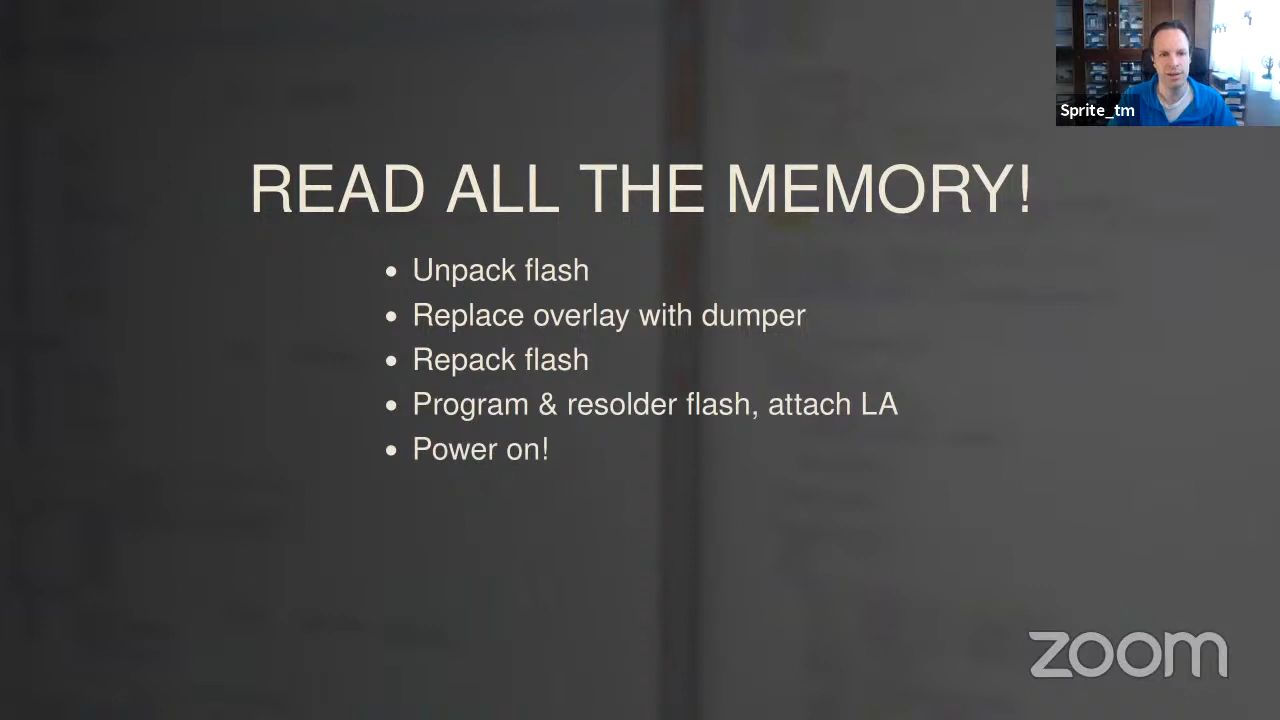 Sprite_tm
READ ALL THE MEMORY!
• Unpack flash
• Replace overlay with dumper
• Repack flash
• Program & resolder flash, attach LA
• Power on!
zoom